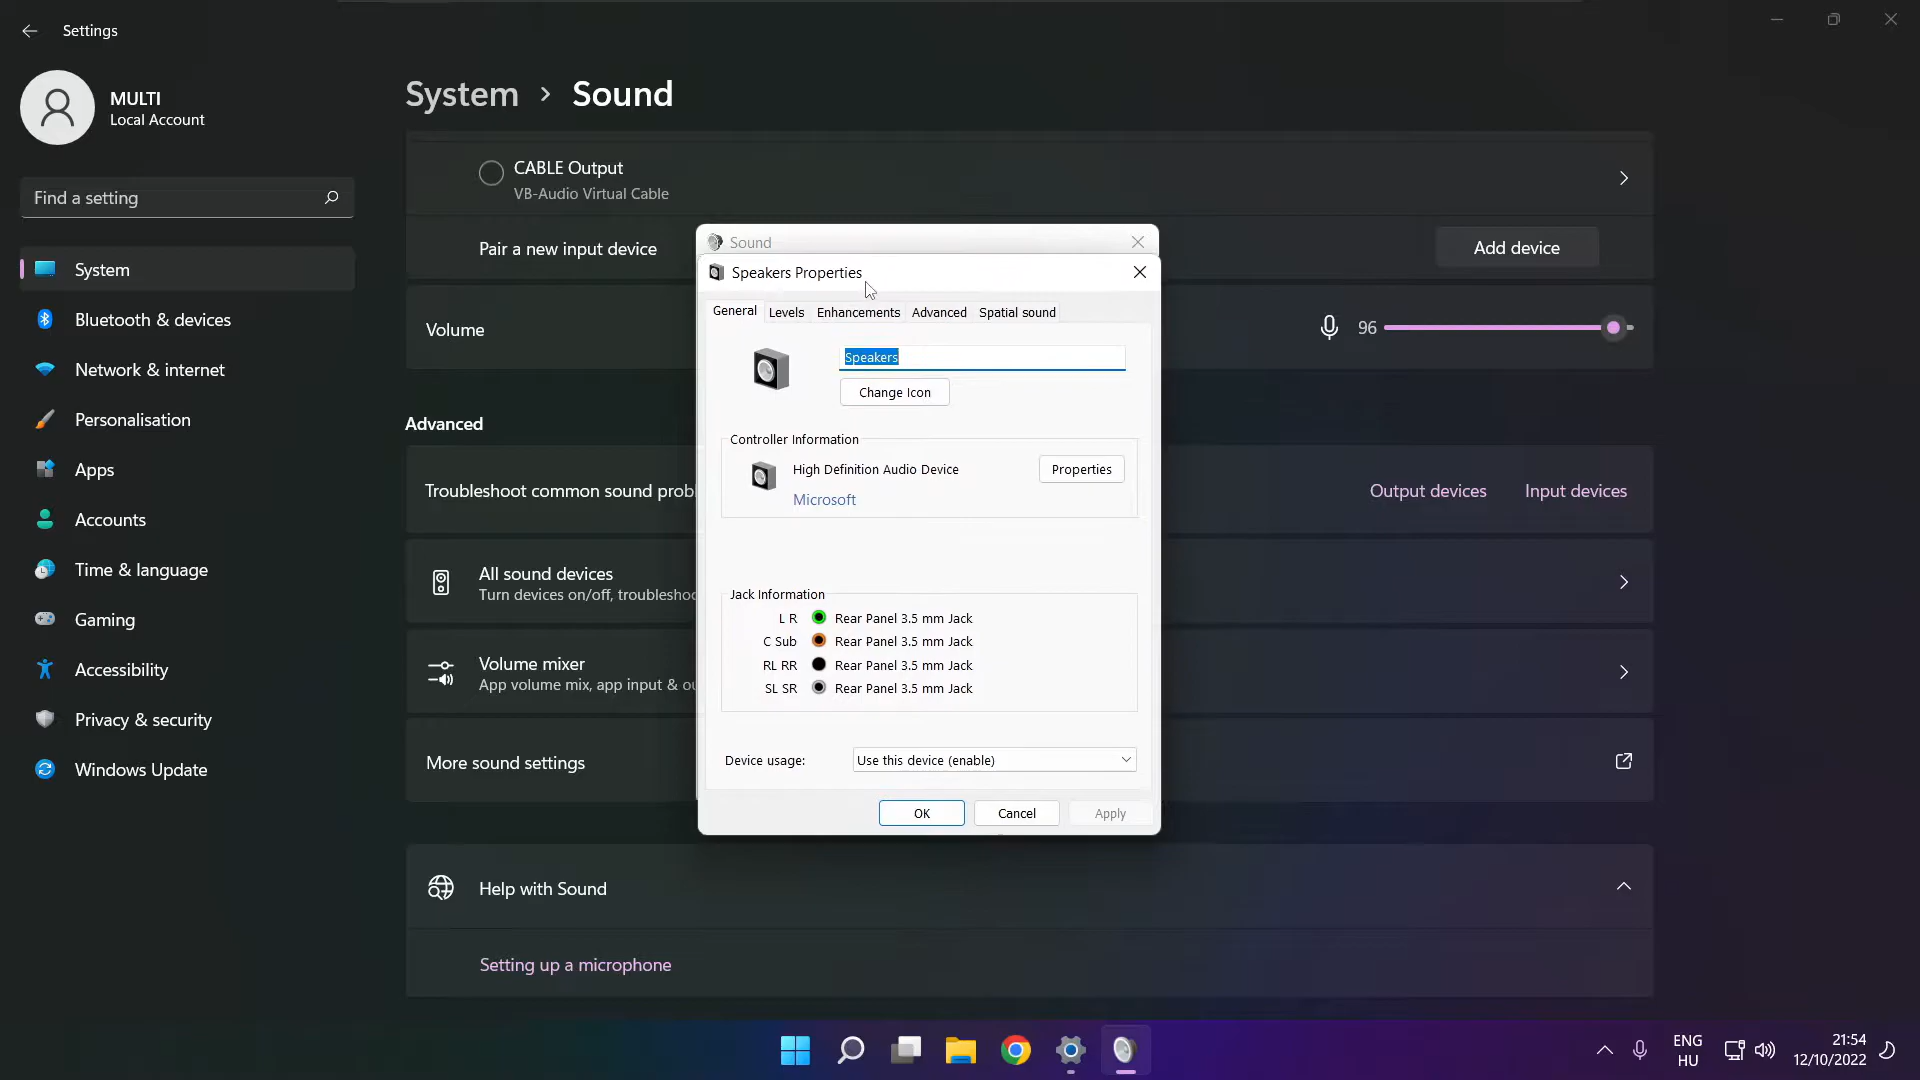 Settings
MULTI
Local Account
Find a setting
System
Bluetooth & devices
Network & internet
Personalisation
Apps
Accounts
Time & language
Gaming
Accessibility
Privacy & security
Windows Update
System › Sound
CABLE Output
VB-Audio Virtual Cable
Pair a new input device
Add device
Volume
96
Advanced
Troubleshoot common sound prob
Output devices
Input devices
All sound devices
Turn devices on/off, troubleshoo
Volume mixer
App volume mix, app input & ou
More sound settings
Help with Sound
Setting up a microphone
Sound
Speakers Properties
General Levels Enhancements Advanced Spatial sound
Speakers
Change Icon
Controller Information
High Definition Audio Device
Properties
Microsoft
Jack Information
L R Rear Panel 3.5 mm Jack
C Sub Rear Panel 3.5 mm Jack
RL RR Rear Panel 3.5 mm Jack
SL SR Rear Panel 3.5 mm Jack
Device usage: Use this device (enable)
OK Cancel Apply
ENG
HU
21:54
12/10/2022